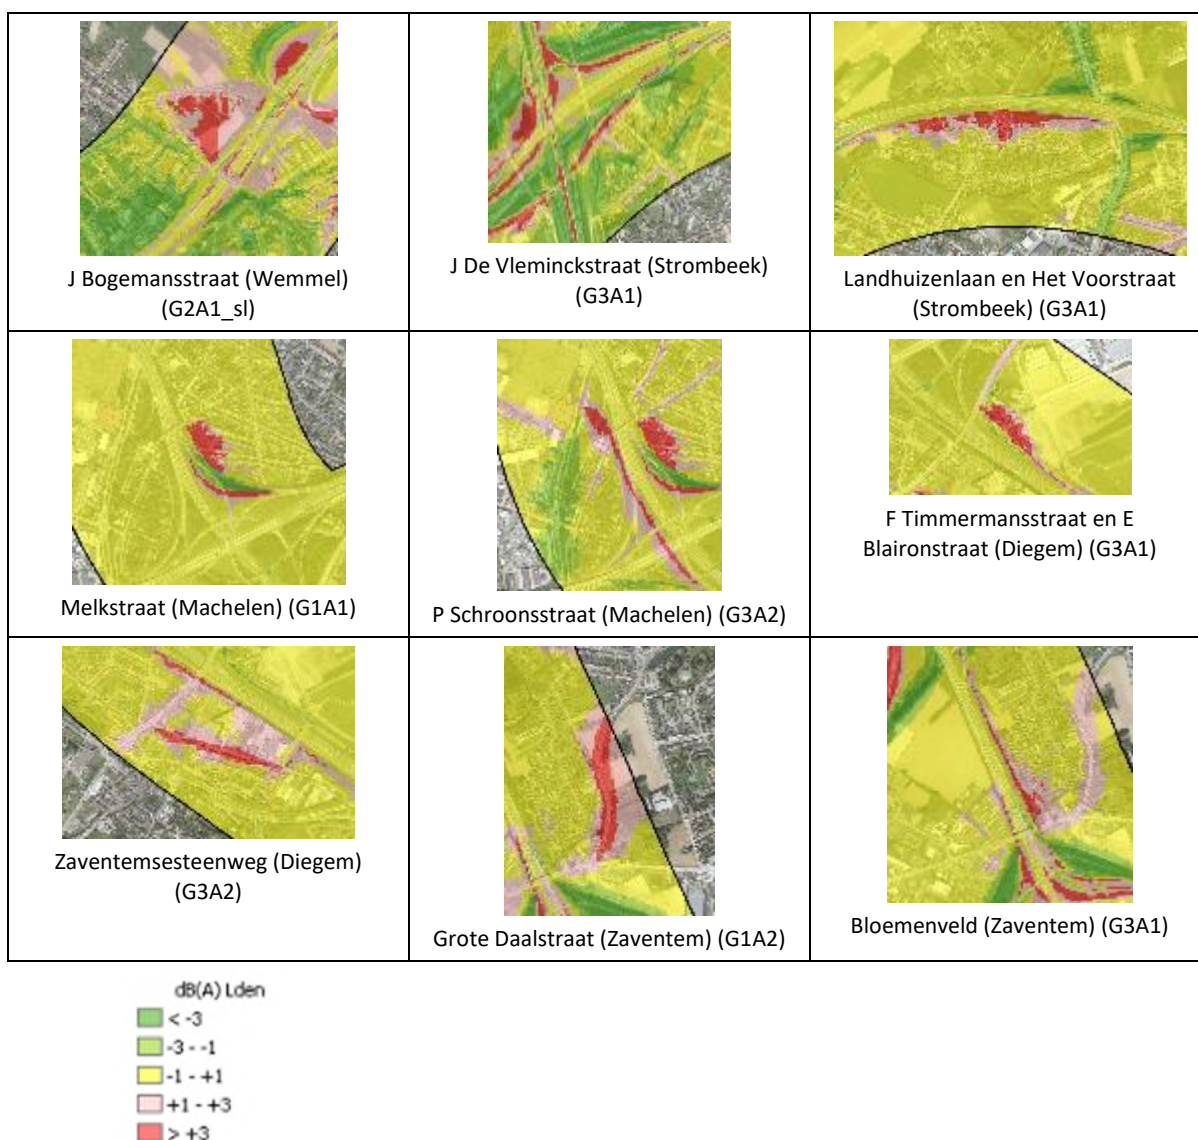 J Bogemansstraat (Wemmel)
(G2A1_sl)
J De Vleminckstraat (Strombeek)
(G3A1)
Landhuizenlaan en Het Voorstraat
(Strombeek) (G3A1)
Melkstraat (Machelen) (G1A1)
P Schroonsstraat (Machelen) (G3A2)
F Timmermansstraat en E
Blaironstraat (Diegem) (G3A1)
Zaventemsesteenweg (Diegem)
(G3A2)
Grote Daalstraat (Zaventem) (G1A2)
Bloemenveld (Zaventem) (G3A1)
dB(A) Lden
< -3
-3 - -1
-1 - +1
+1 - +3
> +3